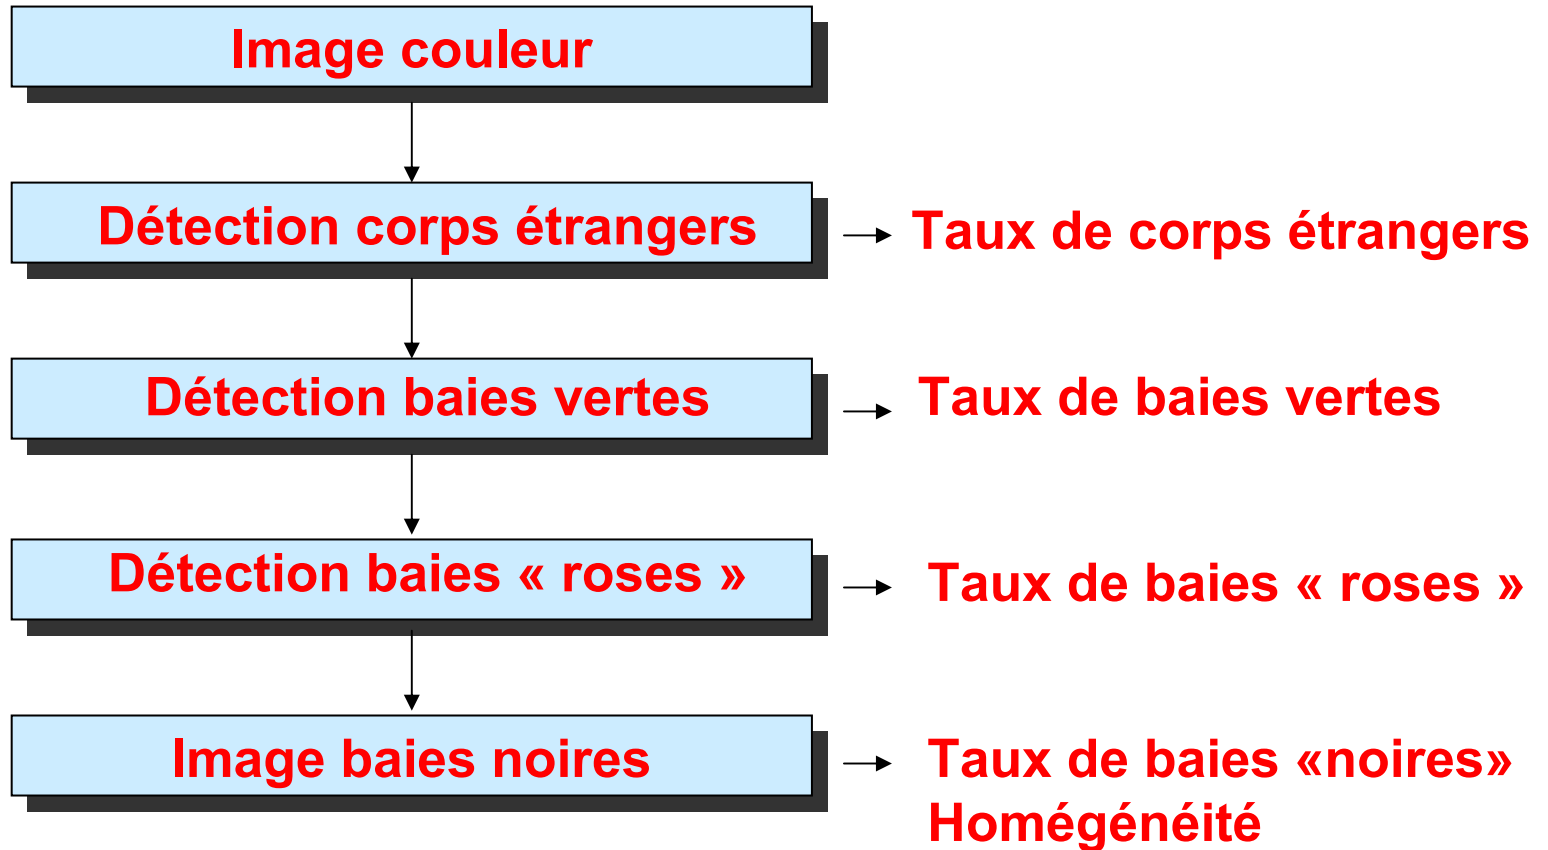 Image couleur
Détection corps étrangers
Taux de corps étrangers
Détection baies vertes
Taux de baies vertes
Détection baies « roses »
Taux de baies « roses »
Image baies noires
Taux de baies «noires»
Homégénéité